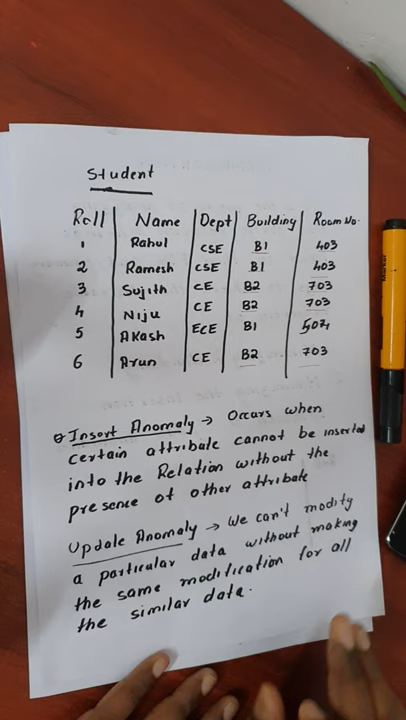 Student
Roll Name Dept Building Room No.
1 Rahul CSE B1 403
2 Ramesh CSE B1 403
3 Sujith CE B2 703
4 Niju CE B2 703
5 Akash ECE B1 504
6 Arun CE B2 703
Insert Anomaly → Occurs when
certain attribute cannot be inserted
into the Relation without the
presence of other attribute
Update Anomaly → We can't modify
a particular data without making
the same modification for all
the similar data.
Marker